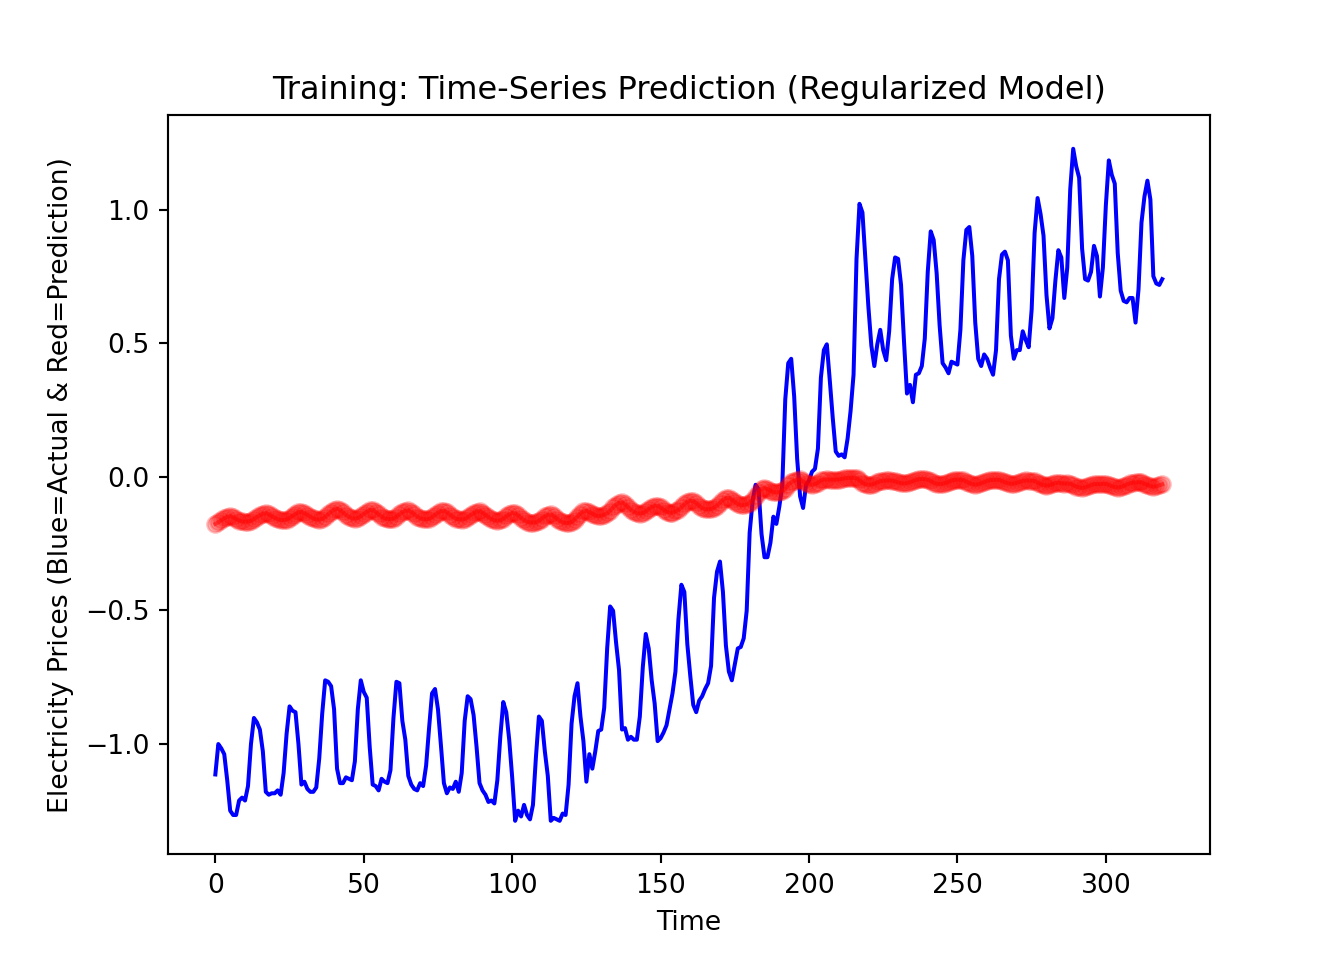 Training: Time-Series Prediction (Regularized Model)
Electricity Prices (Blue=Actual & Red=Prediction)
1.0
0.5
0.0
−0.5
−1.0
0 50 100 150 200 250 300
Time